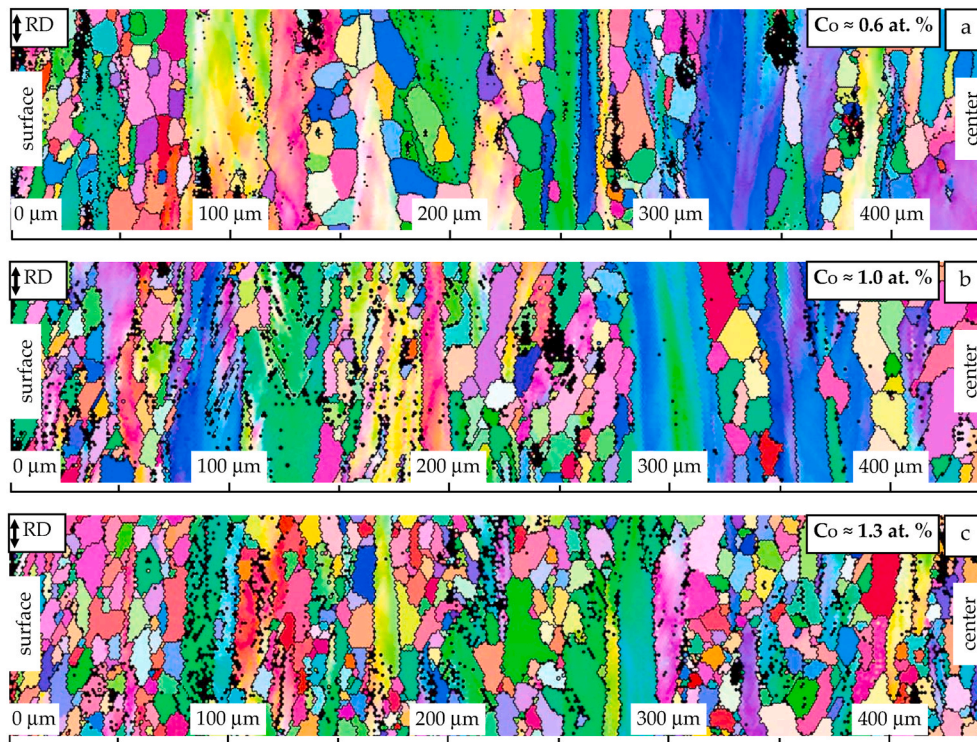 RD
Co ≈ 0.6 at. %
a
surface
center
0 µm
100 µm
200 µm
300 µm
400 µm
RD
Co ≈ 1.0 at. %
b
surface
center
0 µm
100 µm
200 µm
300 µm
400 µm
RD
Co ≈ 1.3 at. %
c
surface
center
0 µm
100 µm
200 µm
300 µm
400 µm